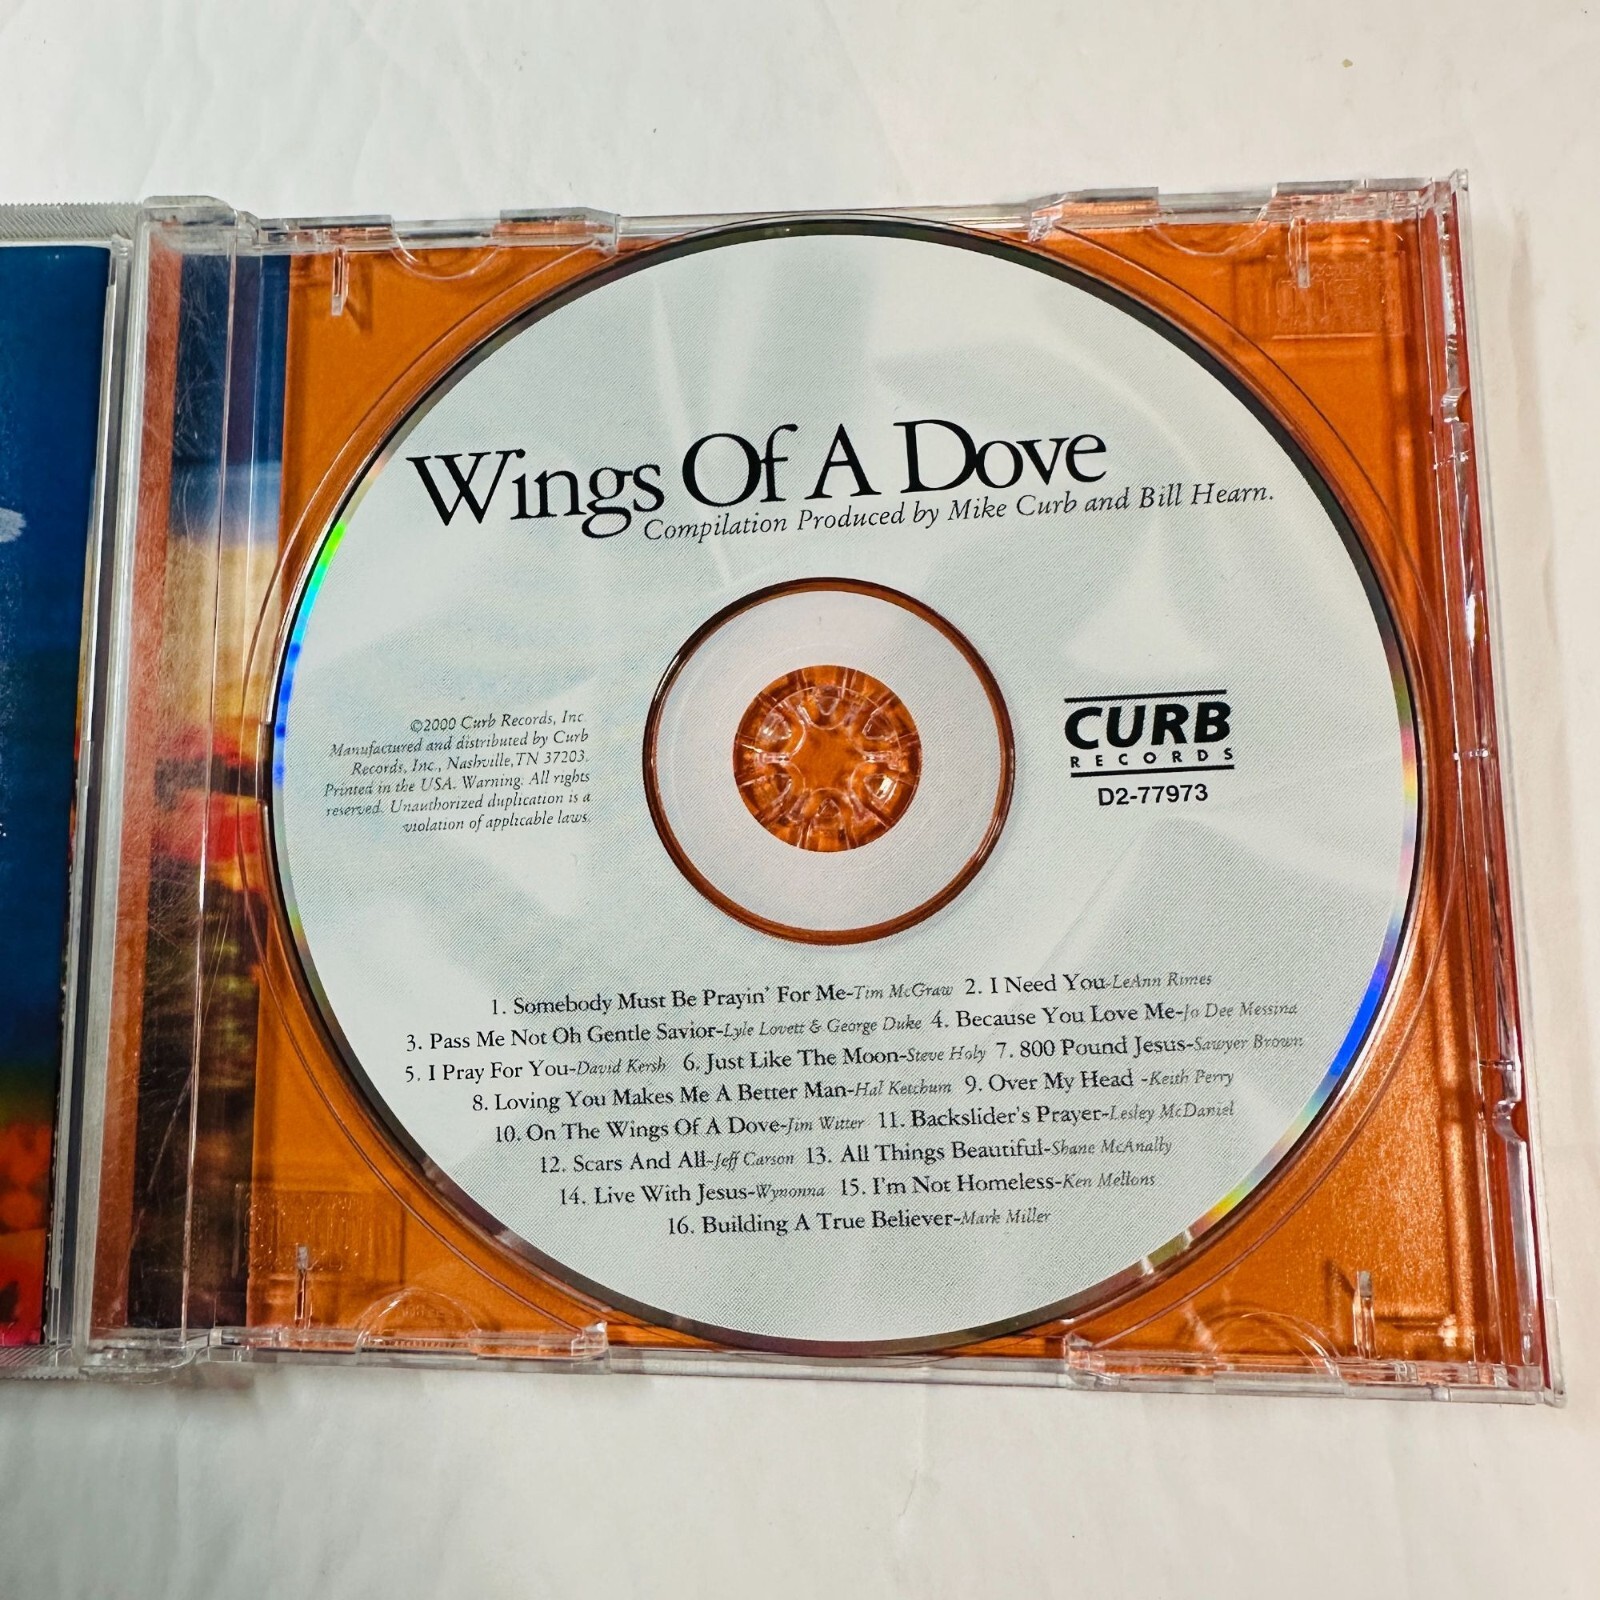 Wings Of A Dove
Compilation Produced by Mike Curb and Bill Hearn.
©2000 Curb Records, Inc.
Manufactured and distributed by Curb
Records, Inc., Nashville, TN 37203.
Printed in the USA. Warning. All rights
reserved. Unauthorized duplication is a
violation of applicable laws.
CURB
RECORDS
D2-77973
1. Somebody Must Be Prayin' For Me-Tim McGraw 2. I Need You-LeAnn Rimes
3. Pass Me Not Oh Gentle Savior-Lyle Lovett & George Duke 4. Because You Love Me-Jo Dee Messina
5. I Pray For You-David Kersh 6. Just Like The Moon-Steve Holy 7. 800 Pound Jesus-Sawyer Brown
8. Loving You Makes Me A Better Man-Hal Ketchum 9. Over My Head -Keith Perry
10. On The Wings Of A Dove-Jim Witter 11. Backslider's Prayer-Lesley McDaniel
12. Scars And All-Jeff Carson 13. All Things Beautiful-Shane McAnally
14. Live With Jesus-Wynonna 15. I'm Not Homeless-Ken Mellons
16. Building A True Believer-Mark Miller